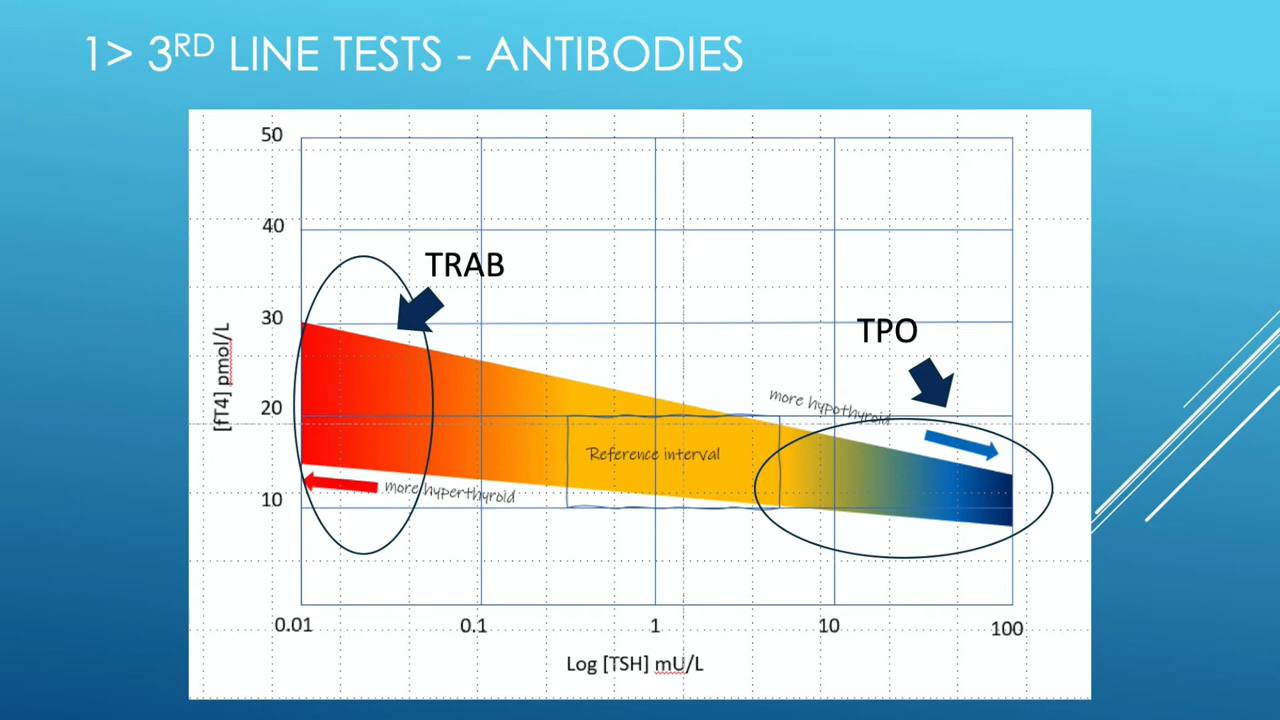 1> 3RD LINE TESTS - ANTIBODIES
50
40
TRAB
30
TPO
[fT4] pmol/L
more hypothyroid
20
Reference interval
more hyperthyroid
10
0.01
0.1
1
10
100
Log [TSH] mU/L